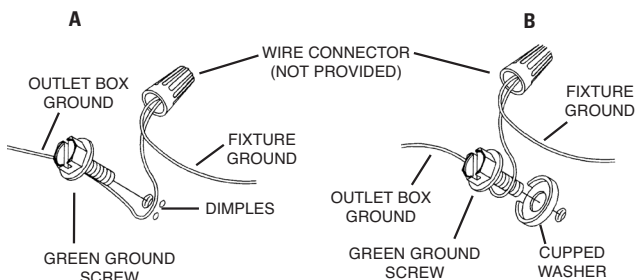 A
B
WIRE CONNECTOR
(NOT PROVIDED)
OUTLET BOX
GROUND
FIXTURE
GROUND
DIMPLES
GREEN GROUND
SCREW
FIXTURE
GROUND
OUTLET BOX
GROUND
GREEN GROUND
SCREW
CUPPED
WASHER